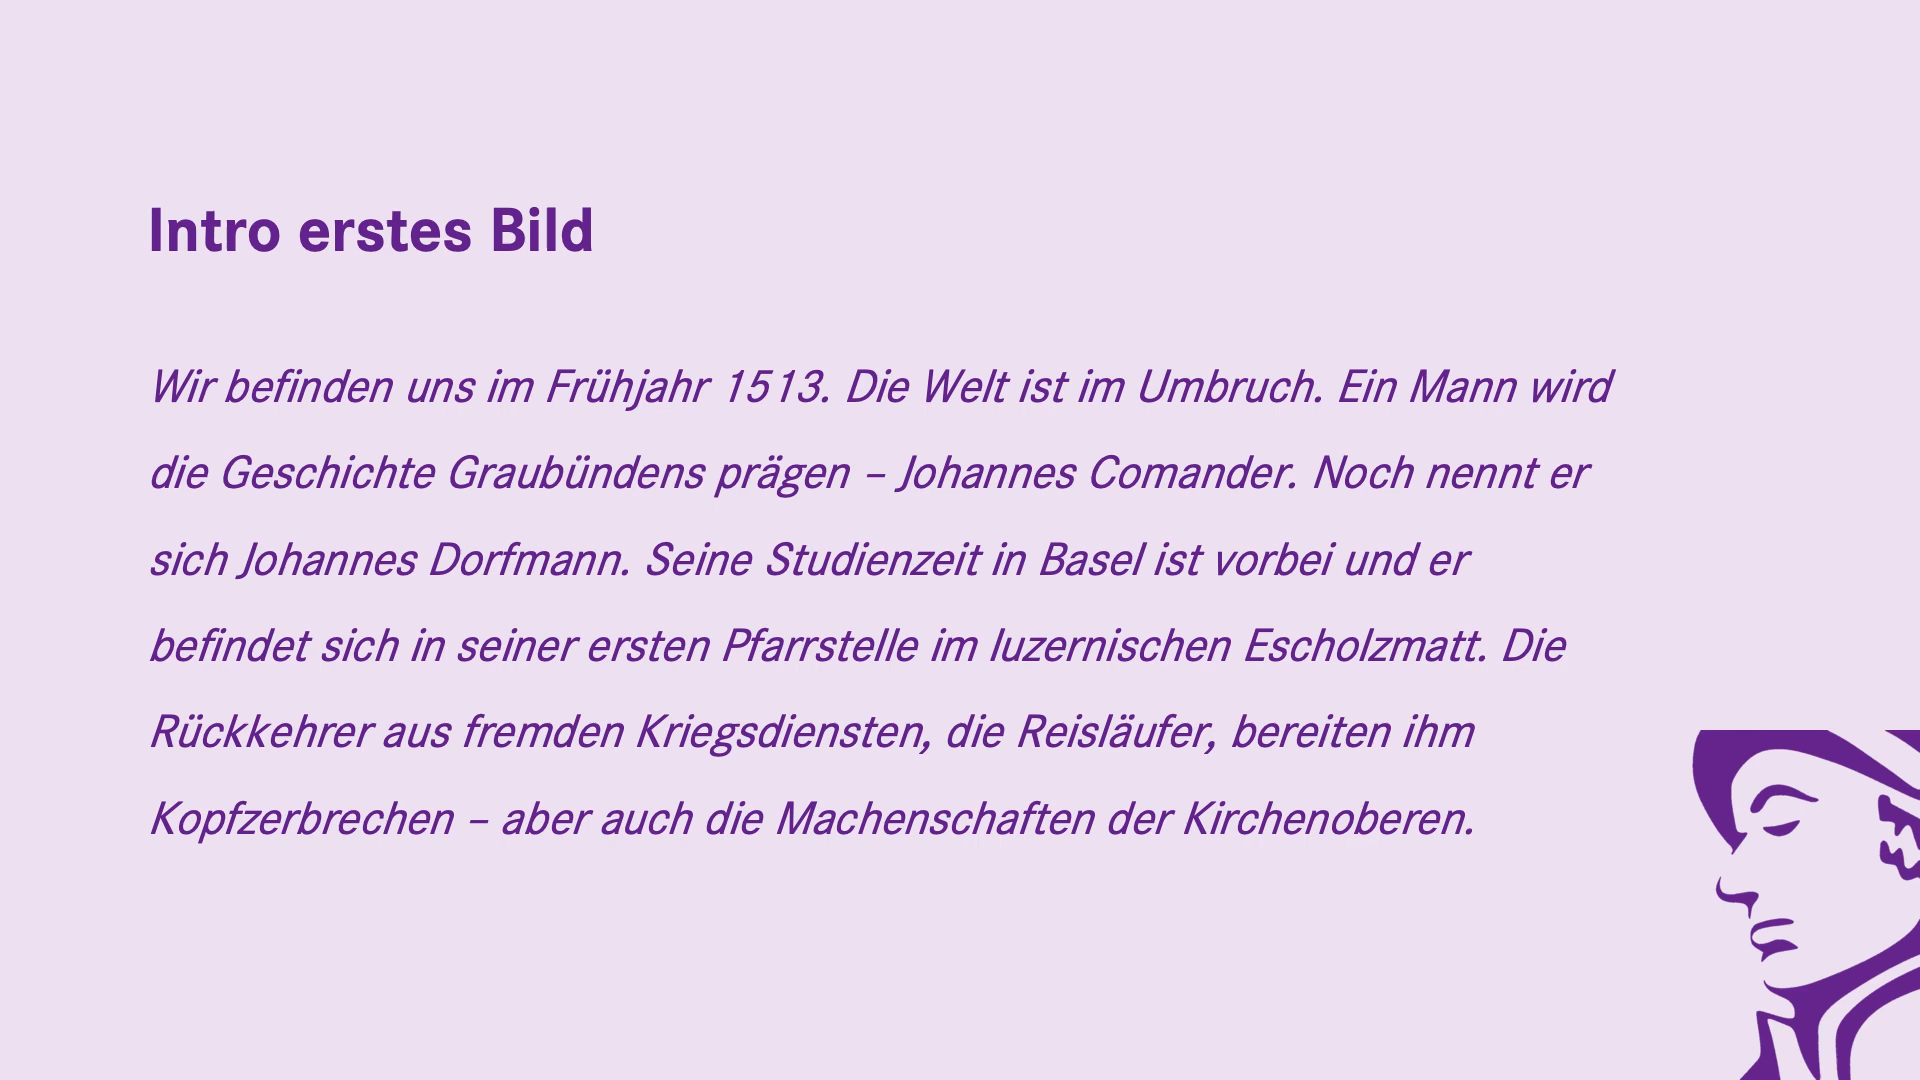 Intro erstes Bild
Wir befinden uns im Frühjahr 1513. Die Welt ist im Umbruch. Ein Mann wird
die Geschichte Graubündens prägen – Johannes Comander. Noch nennt er
sich Johannes Dorfmann. Seine Studienzeit in Basel ist vorbei und er
befindet sich in seiner ersten Pfarrstelle im luzernischen Escholzmatt. Die
Rückkehrer aus fremden Kriegsdiensten, die Reisläufer, bereiten ihm
Kopfzerbrechen – aber auch die Machenschaften der Kirchenoberen.